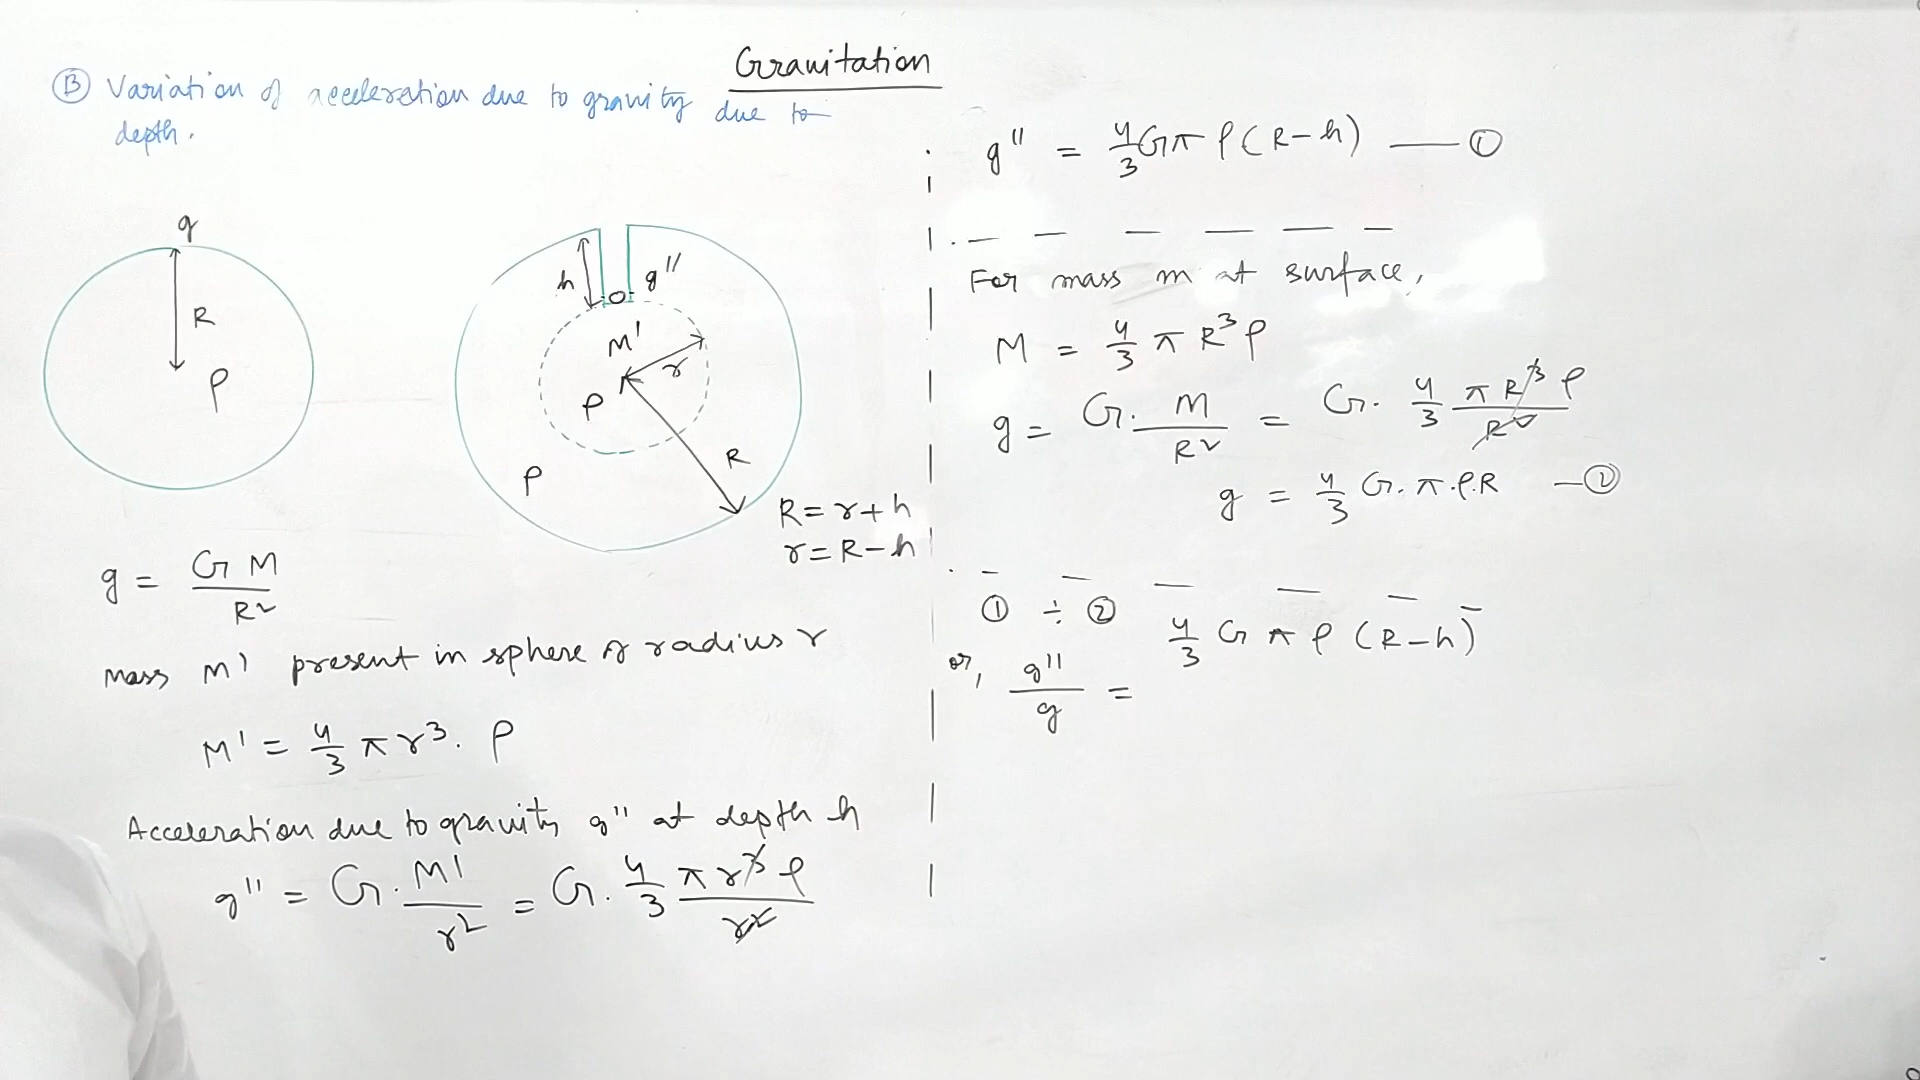 Gravitation
Ⓑ Variation of acceleration due to gravity due to
depth.
g
R
ρ
h
g''
M'
r
ρ
R
ρ
R = r + h
r = R - h
g = GM / R²
Mass M' present in sphere of radius r
M' = 4/3 π r³. ρ
Acceleration due to gravity g'' at depth h
g'' = G. M' / r² = G. 4/3 π r³ ρ / r²
g'' = 4/3 G π ρ (R - h) — ①
For mass m at surface,
M = 4/3 π R³ ρ
g = G. M / R² = G. 4/3 π R³ ρ / R²
g = 4/3 G. π. ρ. R — ②
① ÷ ②
4/3 G π ρ (R - h)
or, g'' / g =